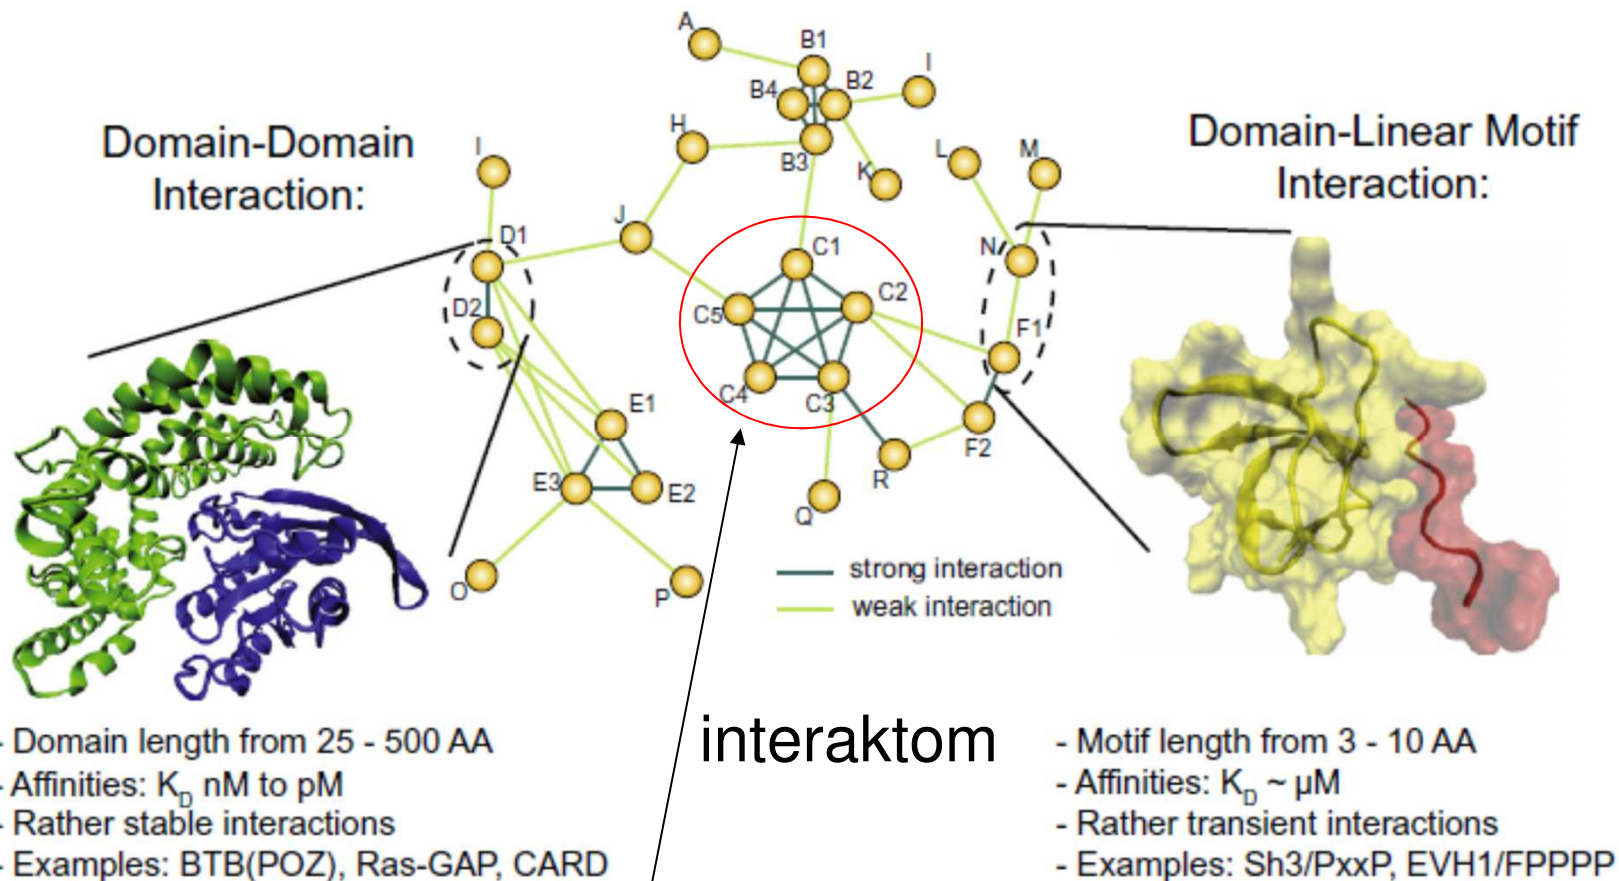 A
B1
B4
B2
I
H
B3
K
Domain-Domain
Interaction:
I
D1
D2
J
L
M
N
F1
Domain-Linear Motif
Interaction:
C1
C2
C5
C4
C3
E1
E3
E2
F2
R
Q
O
P
strong interaction
weak interaction
interaktom
- Domain length from 25 - 500 AA
- Affinities: KD nM to pM
- Rather stable interactions
- Examples: BTB(POZ), Ras-GAP, CARD
- Motif length from 3 - 10 AA
- Affinities: KD ~ µM
- Rather transient interactions
- Examples: Sh3/PxxP, EVH1/FPPPP